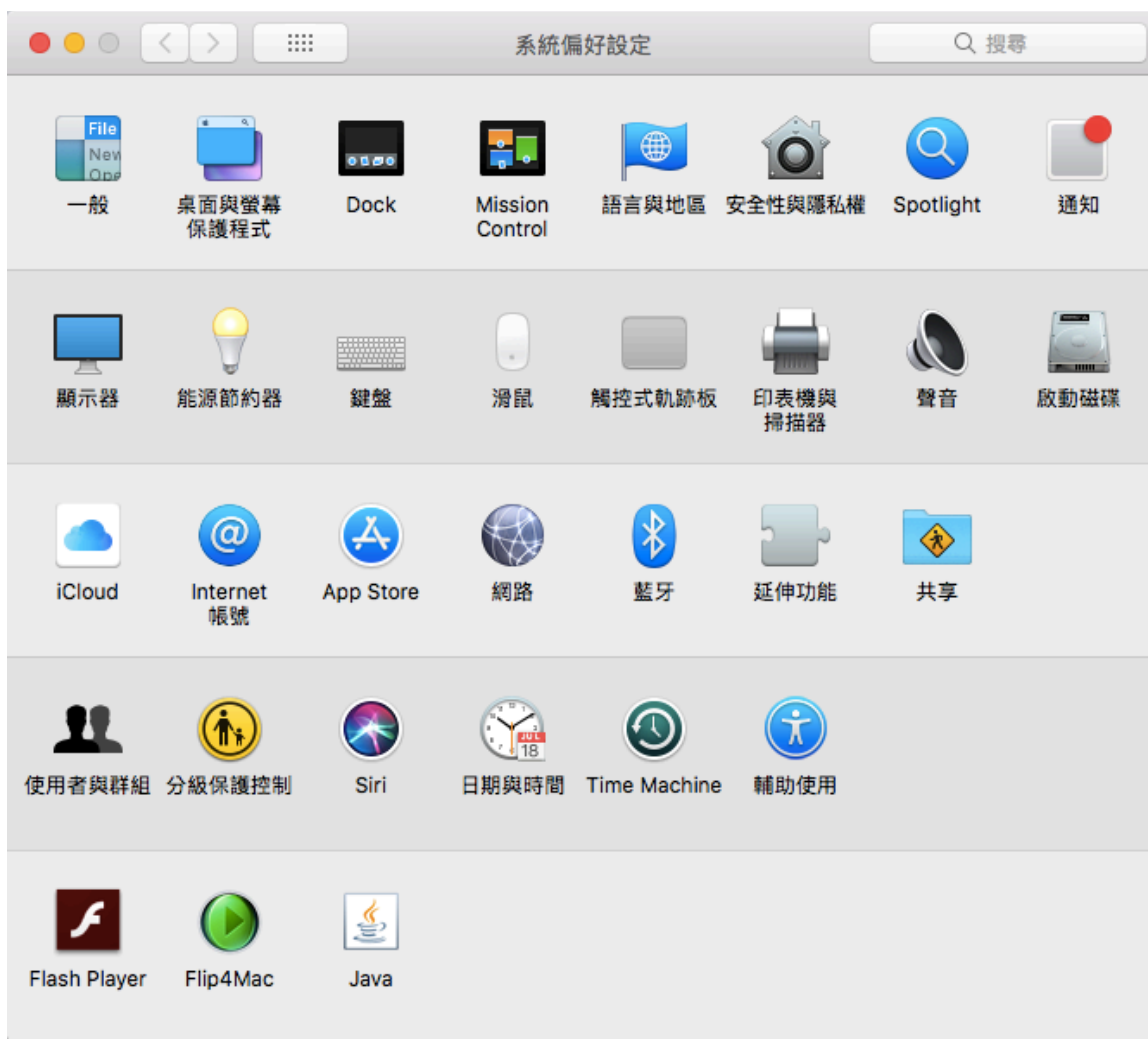 系統偏好設定
搜尋
File
New
Ope
一般
桌面與螢幕
保護程式
Dock
Mission
Control
語言與地區
安全性與隱私權
Spotlight
通知
顯示器
能源節約器
鍵盤
滑鼠
觸控式軌跡板
印表機與
掃描器
聲音
啟動磁碟
iCloud
Internet
帳號
App Store
網路
藍牙
延伸功能
共享
使用者與群組
分級保護控制
Siri
JUL
18
日期與時間
Time Machine
輔助使用
Flash Player
Flip4Mac
Java